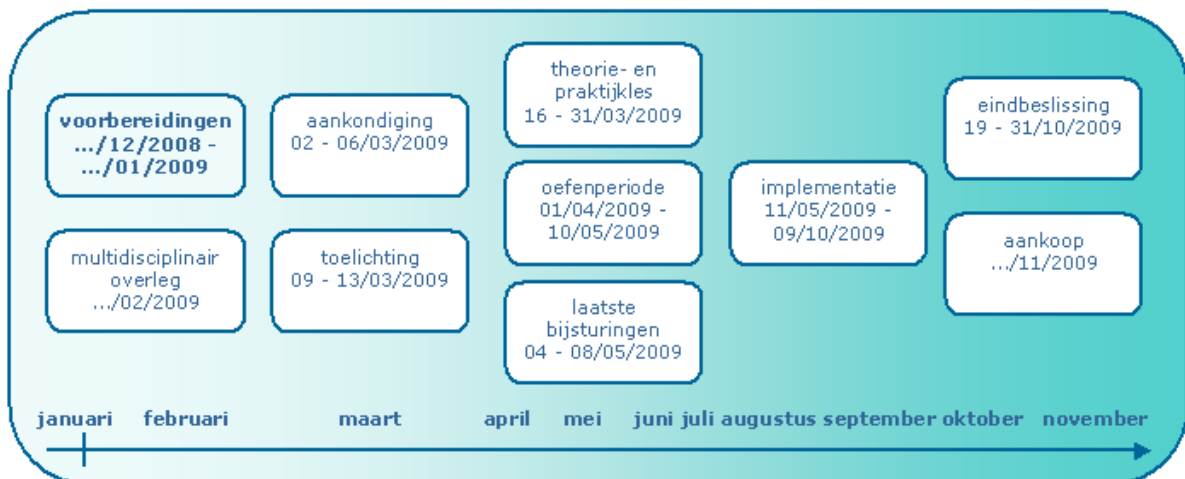 voorbereidingen
.../12/2008 -
.../01/2009
multidisciplinair
overleg
.../02/2009
aankondiging
02 - 06/03/2009
toelichting
09 - 13/03/2009
theorie- en
praktijkles
16 - 31/03/2009
oefenperiode
01/04/2009 -
10/05/2009
laatste
bijsturingen
04 - 08/05/2009
implementatie
11/05/2009 -
09/10/2009
eindbeslissing
19 - 31/10/2009
aankoop
.../11/2009
januari februari maart april mei juni juli augustus september oktober november